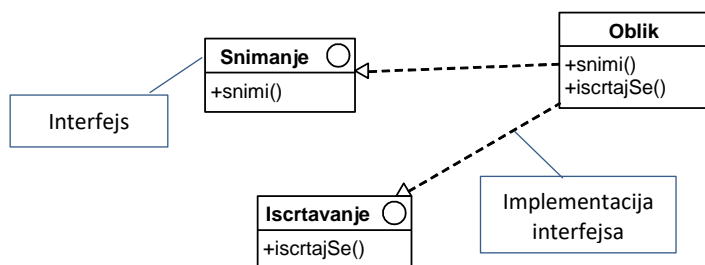 Oblik
+snimi()
+iscrtajSe()
Snimanje
+snimi()
Interfejs
Iscrtavanje
+iscrtajSe()
Implementacija
interfejsa